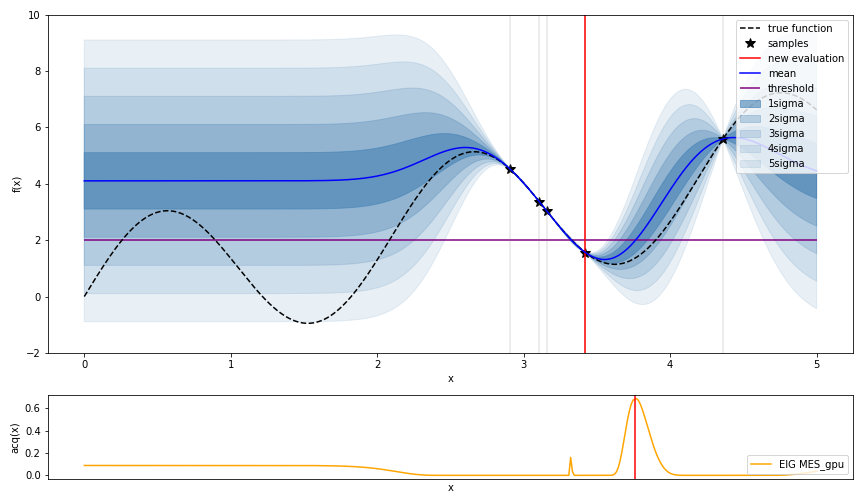 10
8
6
4
2
0
−2
f(x)
0 1 2 3 4 5
x
true function
samples
new evaluation
mean
threshold
1sigma
2sigma
3sigma
4sigma
5sigma
0.6
0.4
0.2
0.0
acq(x)
EIG MES_gpu
x